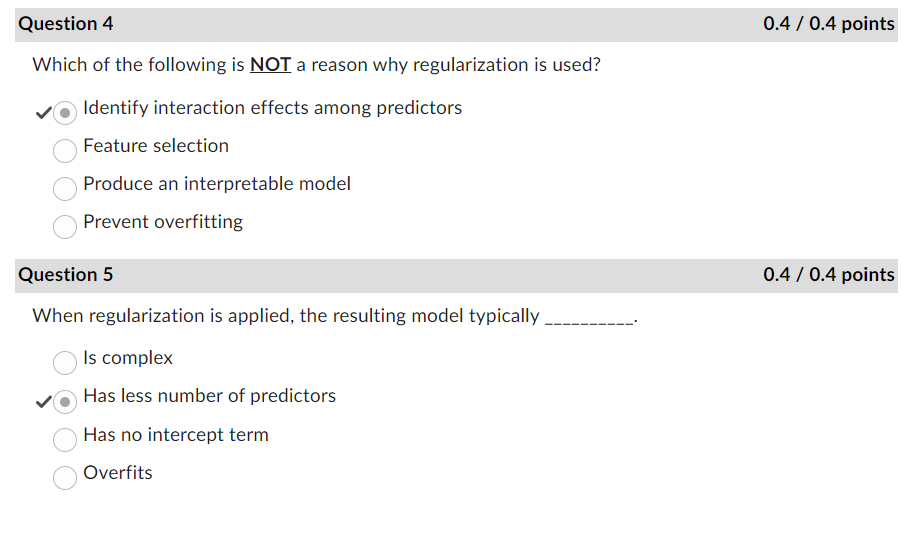 Question 4 0.4 / 0.4 points
Which of the following is NOT a reason why regularization is used?
Identify interaction effects among predictors
Feature selection
Produce an interpretable model
Prevent overfitting
Question 5 0.4 / 0.4 points
When regularization is applied, the resulting model typically __________.
Is complex
Has less number of predictors
Has no intercept term
Overfits